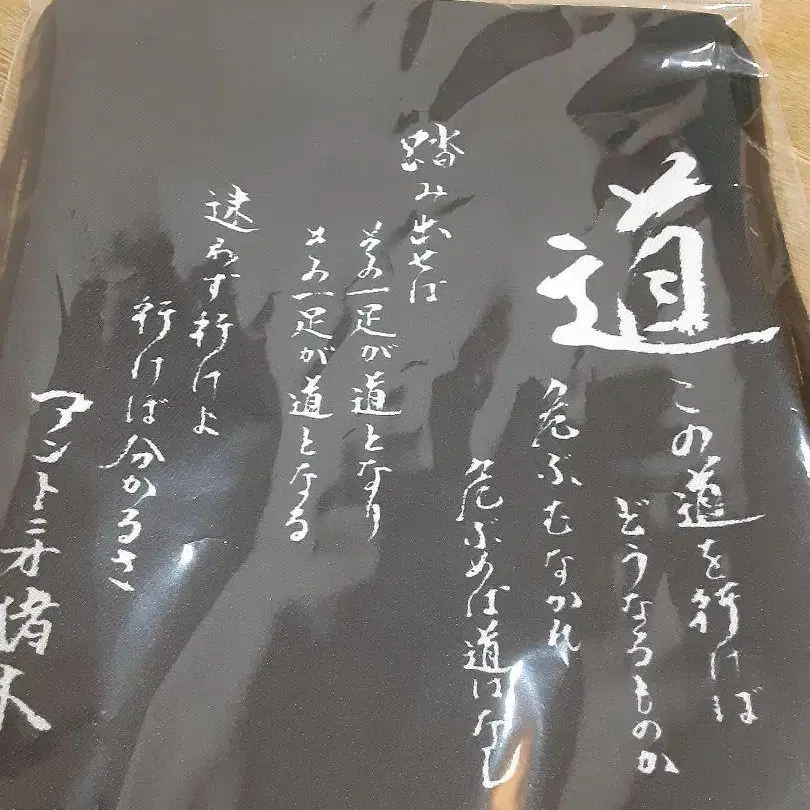 道
この道を行けば
どうなるものか
危ぶむなかれ
危ぶめば道はなし
踏み出せば
その一足が道となり
その一足が道となる
迷わず行けよ
行けば分かるさ
アントニオ猪木